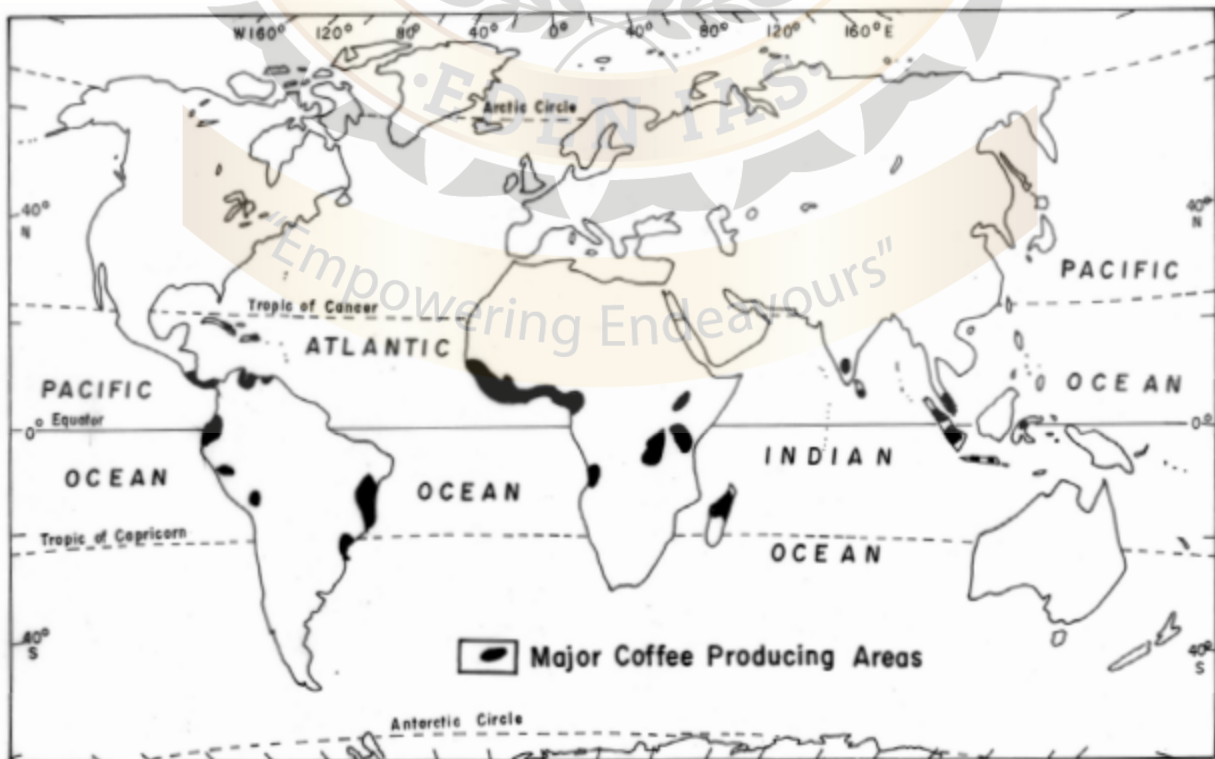 W160° 120° 80° 40° 0° 40° 80° 120° 160°E
EDEN IAS
Arctic Circle
40°
N
40°
N
"Empowering Endeavours"
PACIFIC
Tropic of Cancer
ATLANTIC
PACIFIC
OCEAN
0° Equator
0°
INDIAN
OCEAN
OCEAN
Tropic of Capricorn
OCEAN
40°
S
Major Coffee Producing Areas
40°
S
Antarctic Circle